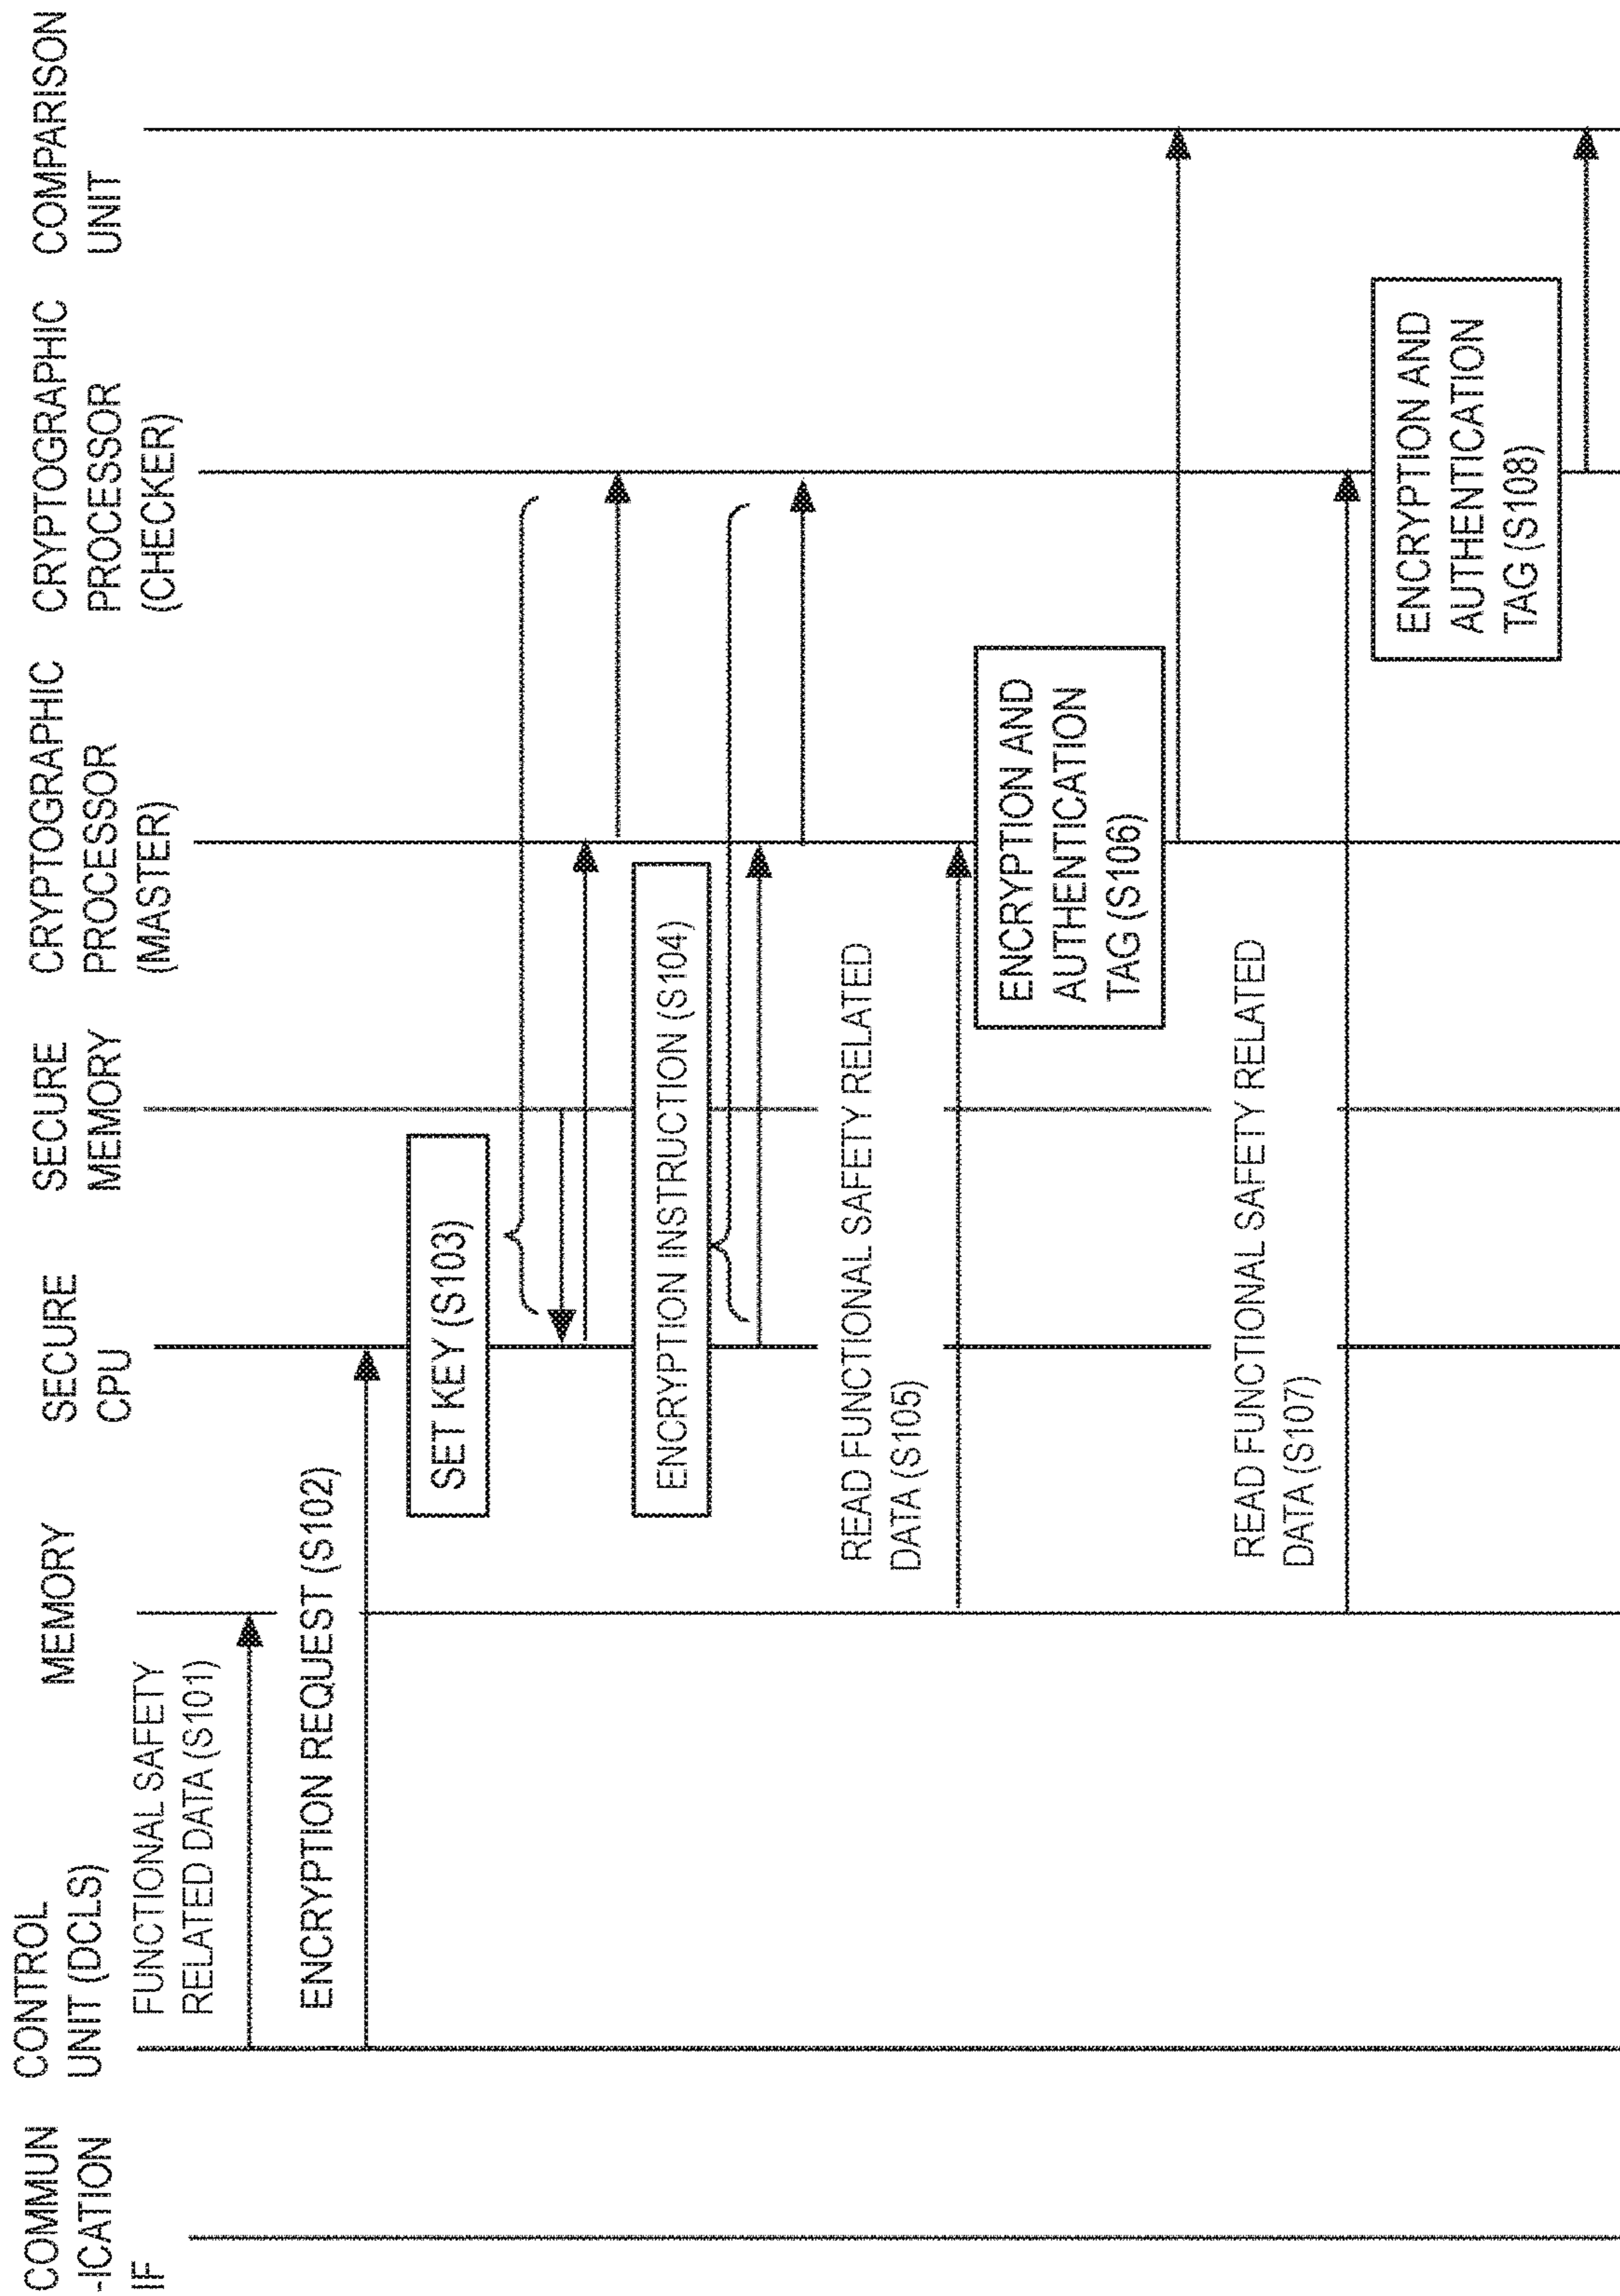 COMMUN
-ICATION
IF
CONTROL
UNIT (DCLS)
MEMORY
SECURE
CPU
SECURE
MEMORY
CRYPTOGRAPHIC
PROCESSOR
(MASTER)
CRYPTOGRAPHIC
PROCESSOR
(CHECKER)
COMPARISON
UNIT
FUNCTIONAL SAFETY
RELATED DATA (S101)
ENCRYPTION REQUEST (S102)
SET KEY (S103)
ENCRYPTION INSTRUCTION (S104)
READ FUNCTIONAL SAFETY RELATED
DATA (S105)
ENCRYPTION AND
AUTHENTICATION
TAG (S106)
READ FUNCTIONAL SAFETY RELATED
DATA (S107)
ENCRYPTION AND
AUTHENTICATION
TAG (S108)